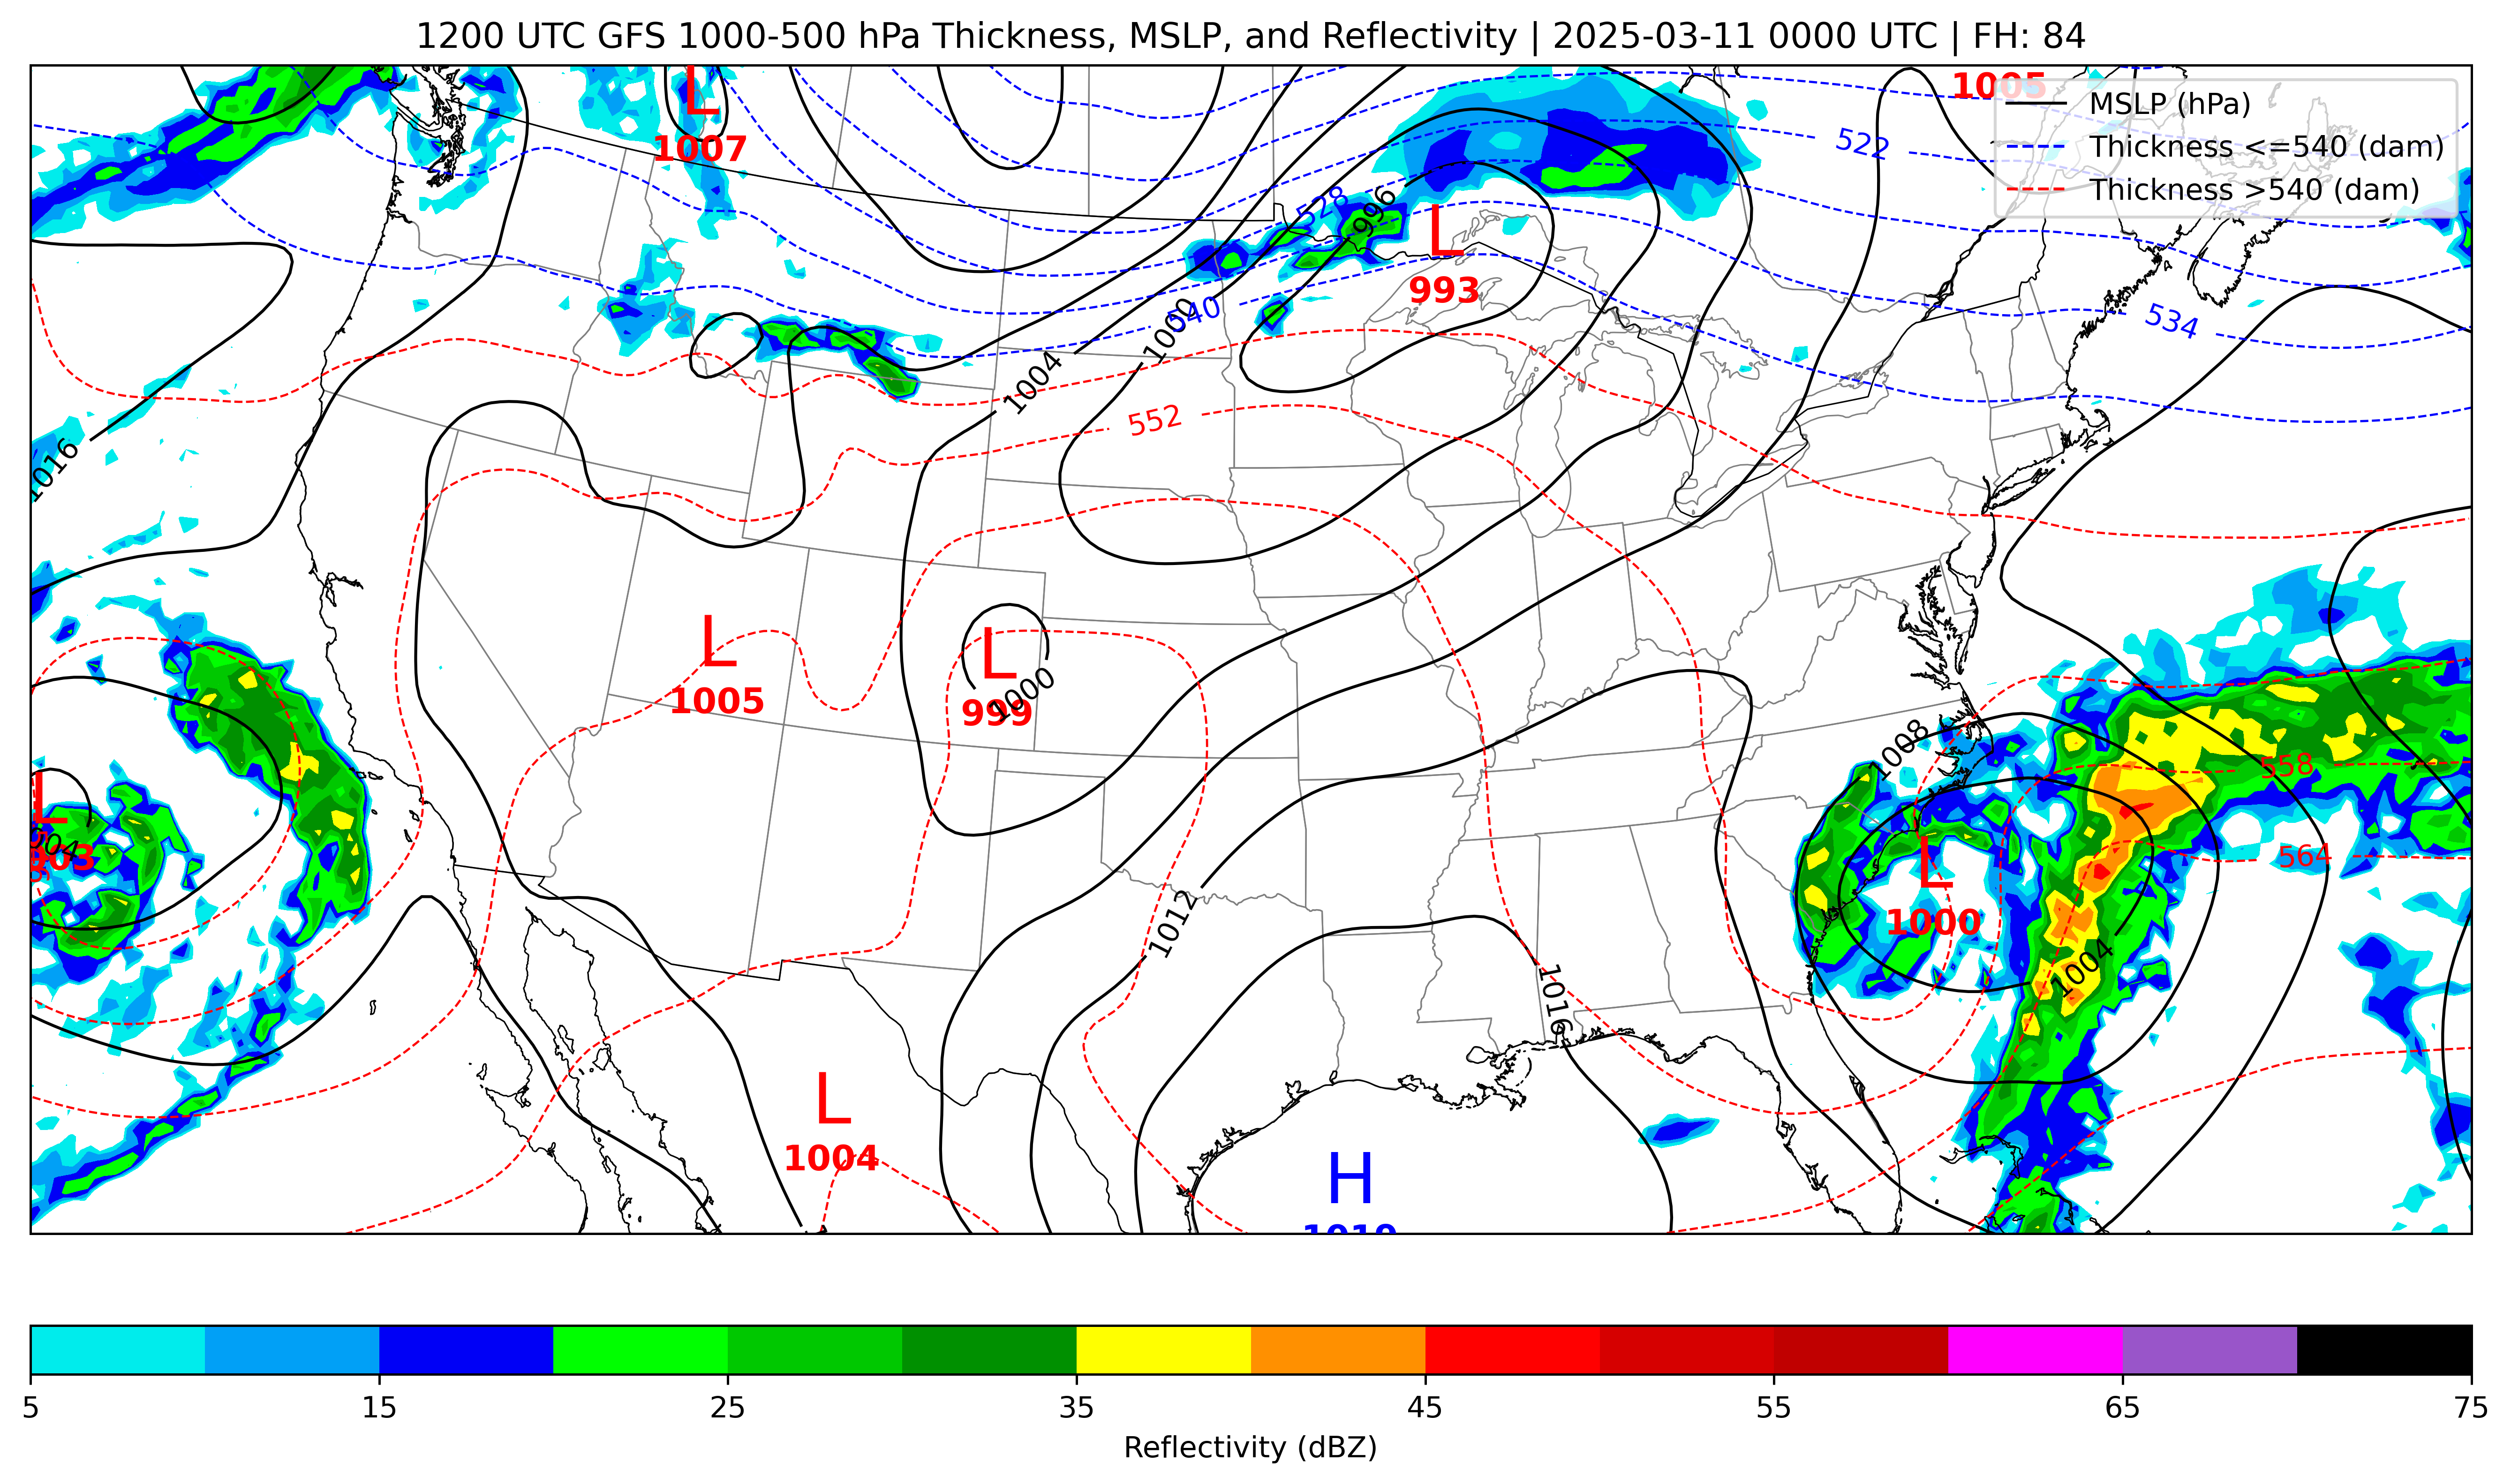 1200 UTC GFS 1000-500 hPa Thickness, MSLP, and Reflectivity | 2025-03-11 0000 UTC | FH: 84
L
1007
1005
MSLP (hPa)
Thickness <=540 (dam)
Thickness >540 (dam)
522
528
996
L
993
534
540
1000
1004
552
1016
L
1005
L
999
1000
1008
558
L
564
L
1000
1012
1004
1016
L
1004
H
5
15
25
35
45
55
65
75
Reflectivity (dBZ)